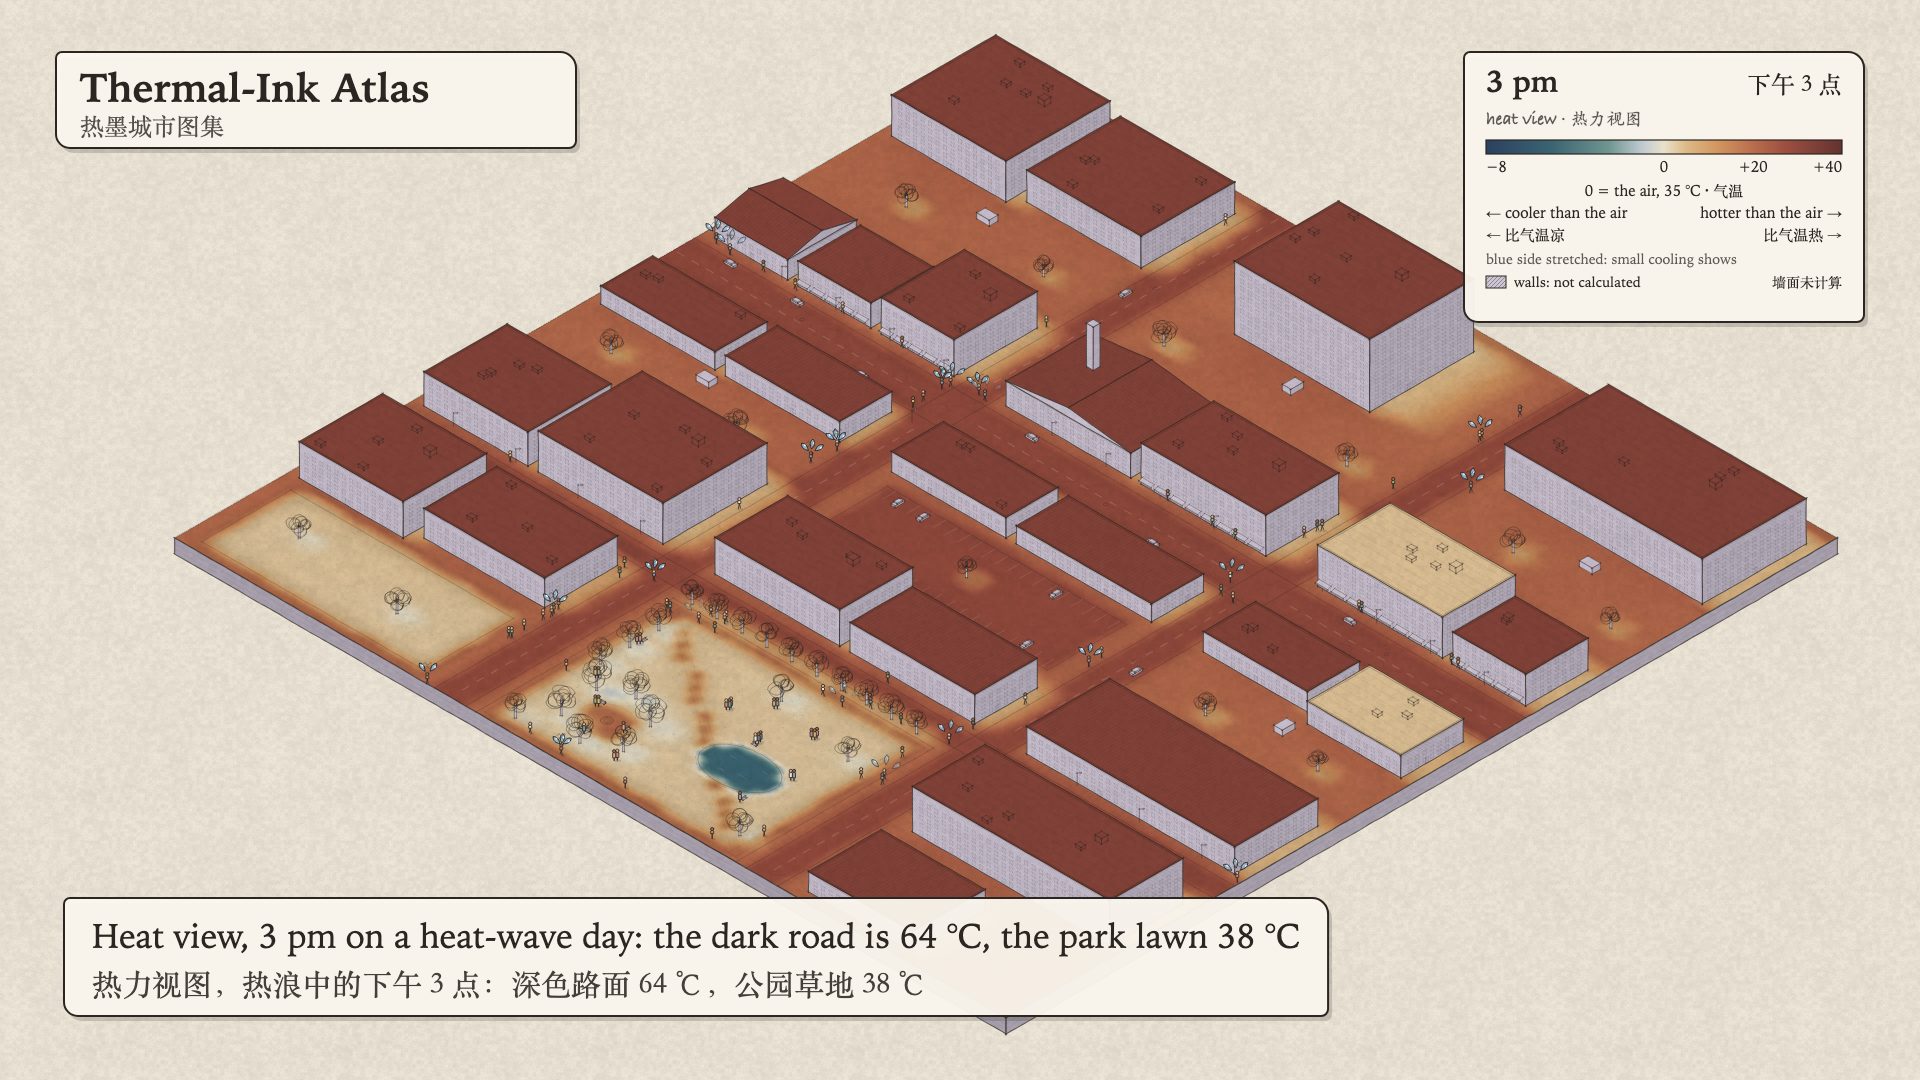 Thermal-Ink Atlas
热墨城市图集
3 pm 下午 3 点
heat view · 热力视图
−8 0 +20 +40
0 = the air, 35 °C · 气温
← cooler than the air hotter than the air →
← 比气温凉 比气温热 →
blue side stretched: small cooling shows
walls: not calculated 墙面未计算
Heat view, 3 pm on a heat-wave day: the dark road is 64 °C, the park lawn 38 °C
热力视图，热浪中的下午 3 点：深色路面 64 ℃，公园草地 38 ℃